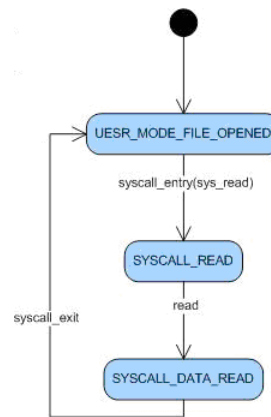 UESR_MODE_FILE_OPENED
syscall_entry(sys_read)
SYSCALL_READ
read
syscall_exit
SYSCALL_DATA_READ